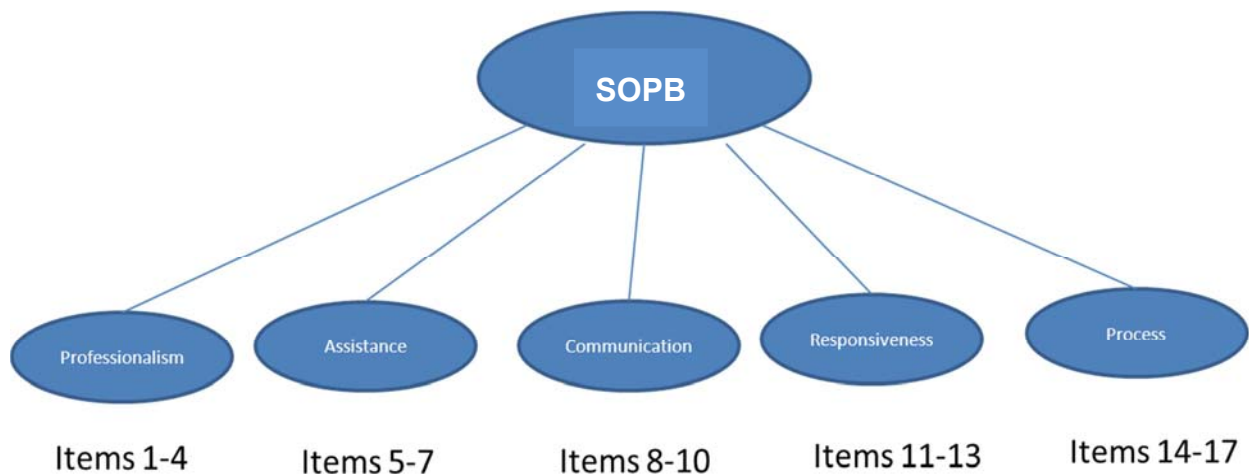 SOPB
Professionalism
Assistance
Communication
Responsiveness
Process
Items 1-4
Items 5-7
Items 8-10
Items 11-13
Items 14-17